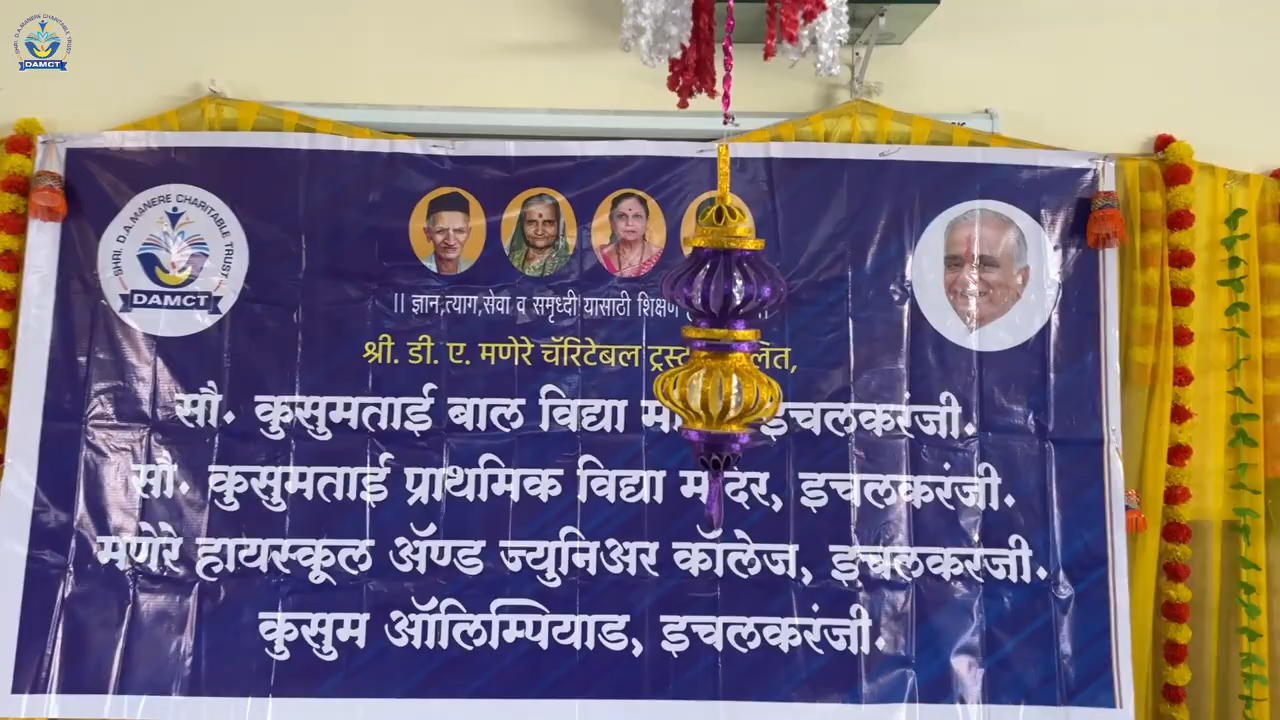 SHRI. D.A.MANERE CHARITABLE TRUST
DAMCT
SHRI. D.A.MANERE CHARITABLE TRUST
DAMCT
॥ ज्ञान,त्याग,सेवा व समृध्दी यासाठी शिक्षण
श्री. डी. ए. मणेरे चॅरिटेबल ट्रस्ट
सौ. कुसुमताई बाल विद्या इचलकरंजी.
सौ. कुसुमताई प्राथमिक विद्या मंदिर, इचलकरंजी.
मणेरे हायस्कूल ॲण्ड ज्युनिअर कॉलेज, इचलकरंजी.
कुसुम ऑलिम्पियाड, इचलकरंजी.